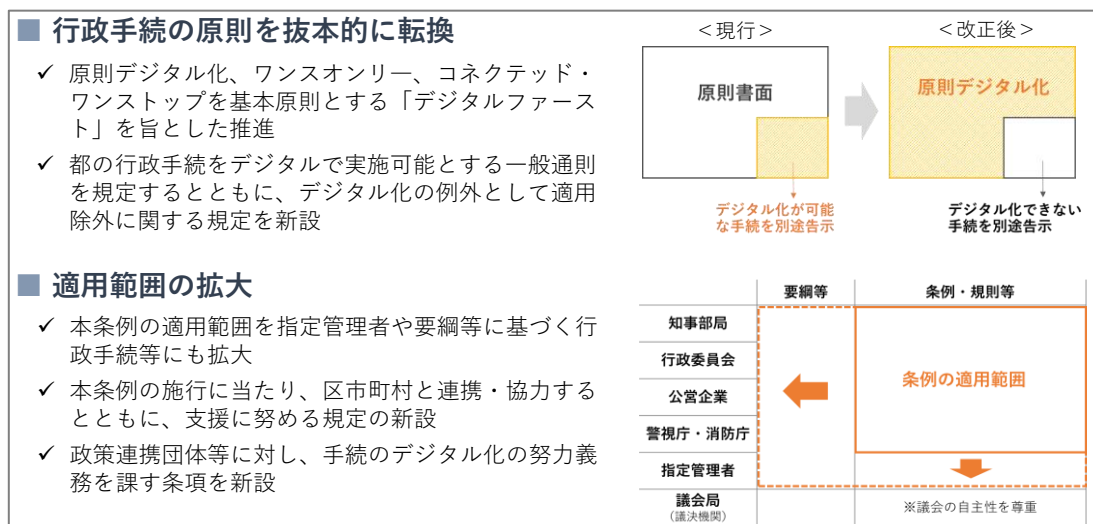 ■ 行政手続の原則を抜本的に転換
✓ 原則デジタル化、ワンスオンリー、コネクテッド・
ワンストップを基本原則とする「デジタルファース
ト」を旨とした推進
✓ 都の行政手続をデジタルで実施可能とする一般通則
を規定するとともに、デジタル化の例外として適用
除外に関する規定を新設
＜現行＞
＜改正後＞
原則書面
原則デジタル化
デジタル化が可能
な手続を別途告示
デジタル化できない
手続を別途告示
■ 適用範囲の拡大
✓ 本条例の適用範囲を指定管理者や要綱等に基づく行
政手続等にも拡大
✓ 本条例の施行に当たり、区市町村と連携・協力する
とともに、支援に努める規定の新設
✓ 政策連携団体等に対し、手続のデジタル化の努力義
務を課す条項を新設
要綱等
条例・規則等
知事部局
行政委員会
公営企業
警視庁・消防庁
指定管理者
議会局
（議決機関）
条例の適用範囲
※議会の自主性を尊重